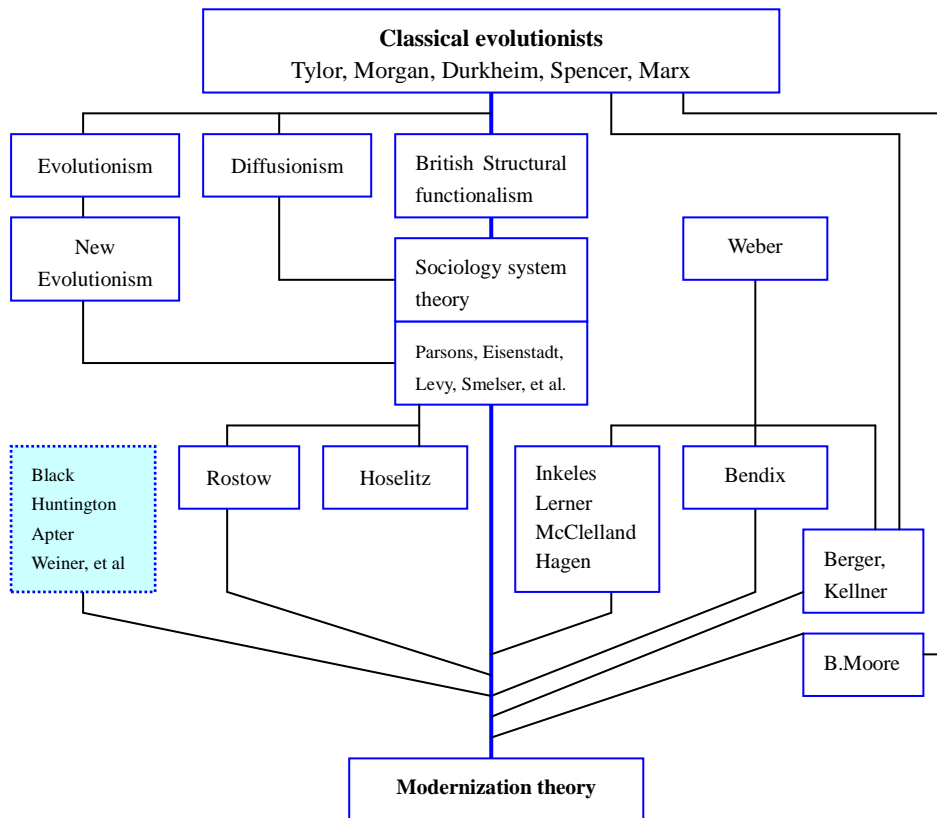 Classical evolutionists
Tylor, Morgan, Durkheim, Spencer, Marx
Evolutionism
Diffusionism
British Structural
functionalism
New
Evolutionism
Sociology system
theory
Weber
Parsons, Eisenstadt,
Levy, Smelser, et al.
Black
Huntington
Apter
Weiner, et al
Rostow
Hoselitz
Inkeles
Lerner
McClelland
Hagen
Bendix
Berger,
Kellner
B.Moore
Modernization theory